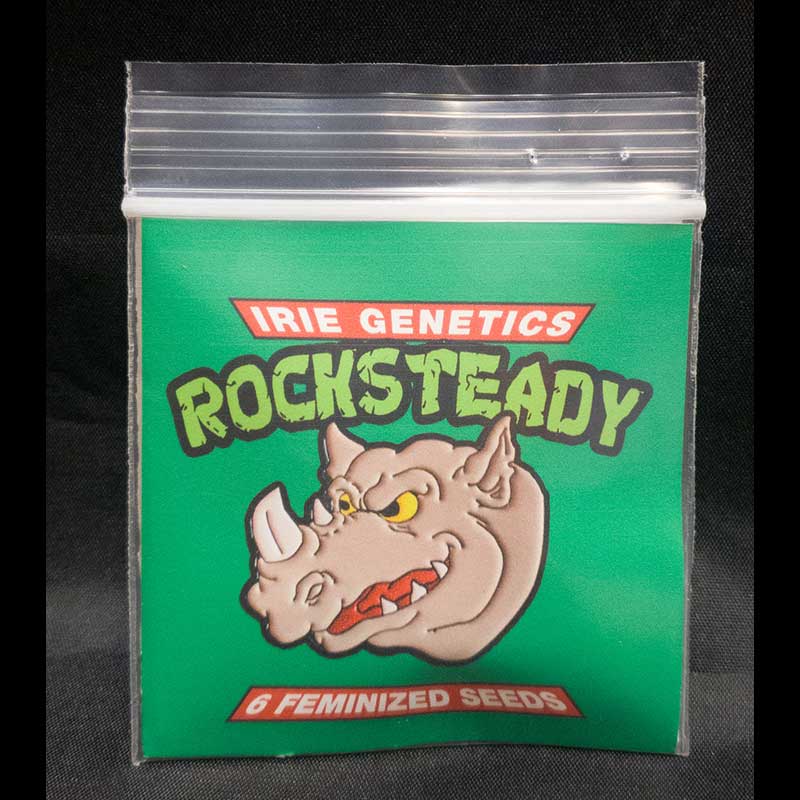 IRIE GENETICS
ROCKSTEADY
6 FEMINIZED SEEDS